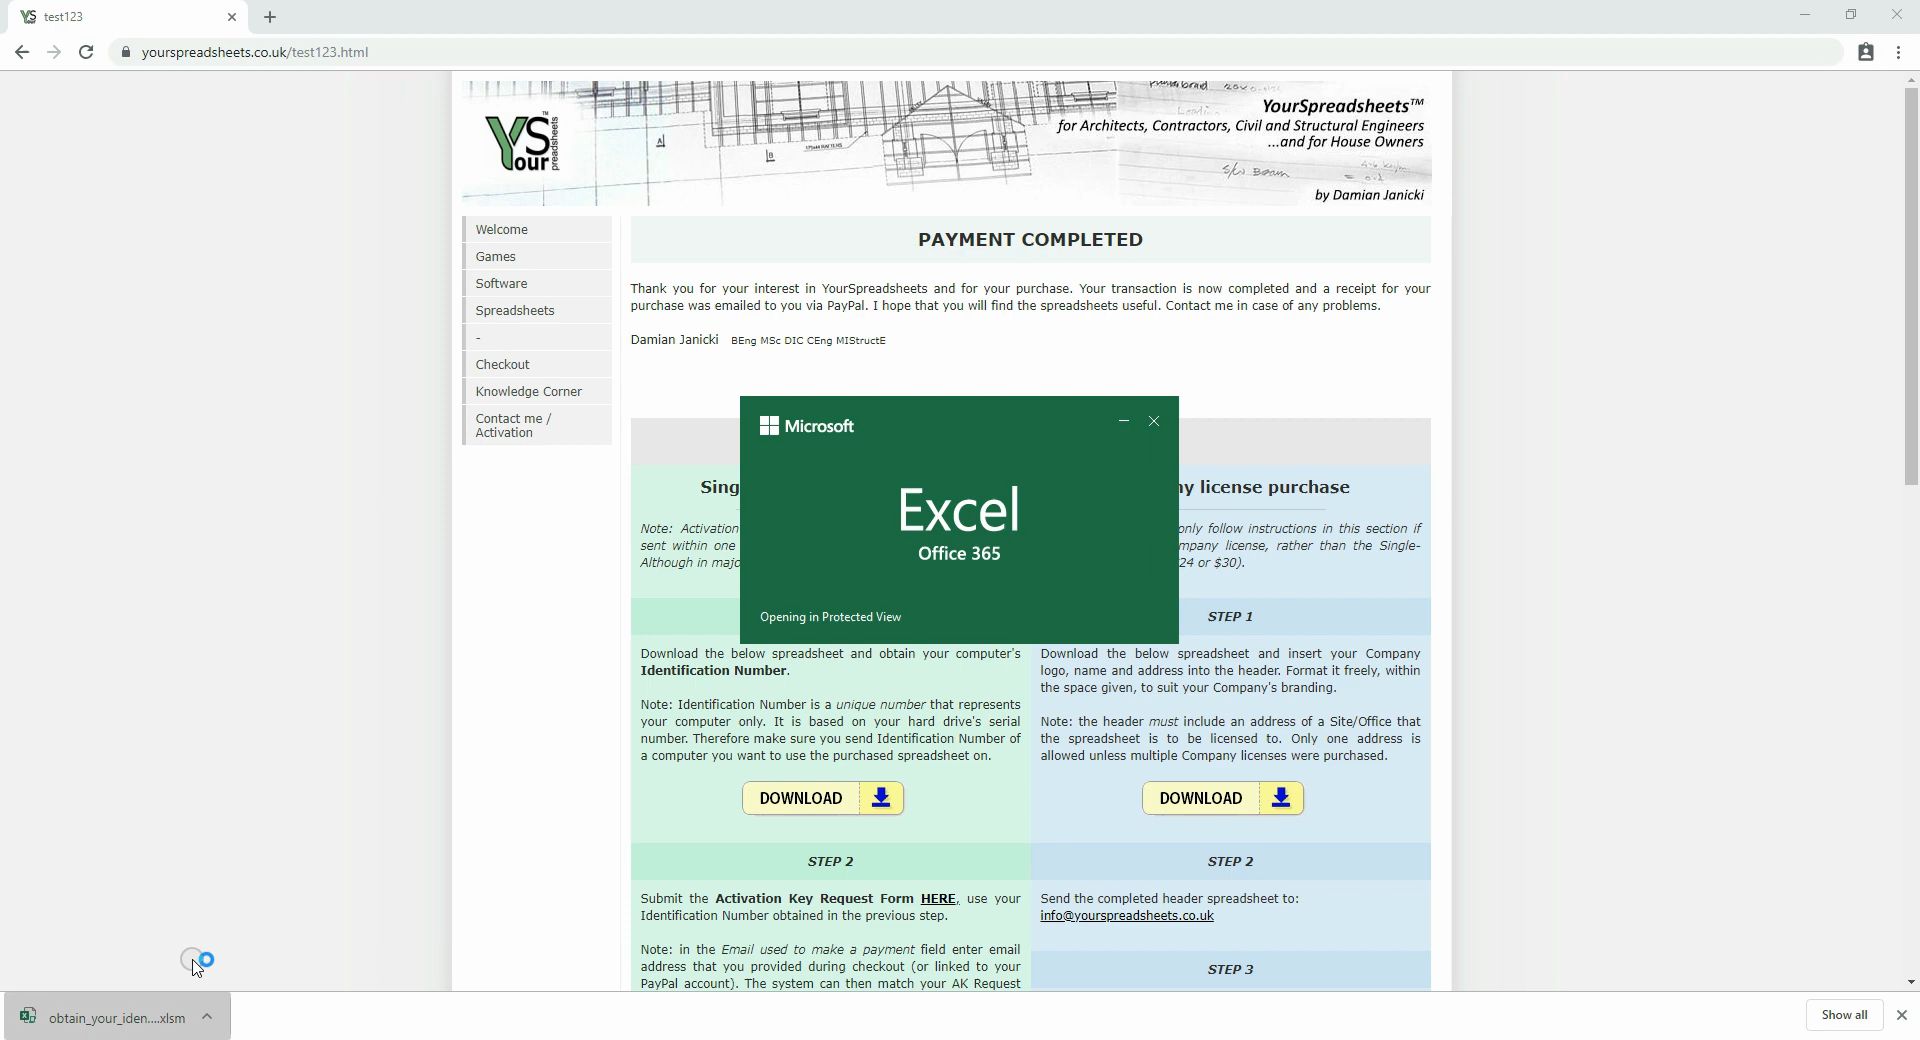 test123
yourspreadsheets.co.uk/test123.html
YourSpreadsheets™
for Architects, Contractors, Civil and Structural Engineers
...and for House Owners
by Damian Janicki
YS
our
preadsheets
TM
A
B
S/W Beam
Welcome
Games
Software
Spreadsheets
-
Checkout
Knowledge Corner
Contact me /
Activation
PAYMENT COMPLETED
Thank you for your interest in YourSpreadsheets and for your purchase. Your transaction is now completed and a receipt for your
purchase was emailed to you via PayPal. I hope that you will find the spreadsheets useful. Contact me in case of any problems.
Damian Janicki BEng MSc DIC CEng MIStructE
Microsoft
Excel
Office 365
Opening in Protected View
Sing
Note: Activation
sent within one
Although in majo
Download the below spreadsheet and obtain your computer's
Identification Number.
Note: Identification Number is a unique number that represents
your computer only. It is based on your hard drive's serial
number. Therefore make sure you send Identification Number of
a computer you want to use the purchased spreadsheet on.
DOWNLOAD
STEP 2
Submit the Activation Key Request Form HERE, use your
Identification Number obtained in the previous step.
Note: in the Email used to make a payment field enter email
address that you provided during checkout (or linked to your
PayPal account). The system can then match your AK Request
ny license purchase
only follow instructions in this section if
mpany license, rather than the Single-
24 or $30).
STEP 1
Download the below spreadsheet and insert your Company
logo, name and address into the header. Format it freely, within
the space given, to suit your Company's branding.
Note: the header must include an address of a Site/Office that
the spreadsheet is to be licensed to. Only one address is
allowed unless multiple Company licenses were purchased.
DOWNLOAD
STEP 2
Send the completed header spreadsheet to:
info@yourspreadsheets.co.uk
STEP 3
obtain_your_iden....xlsm
Show all